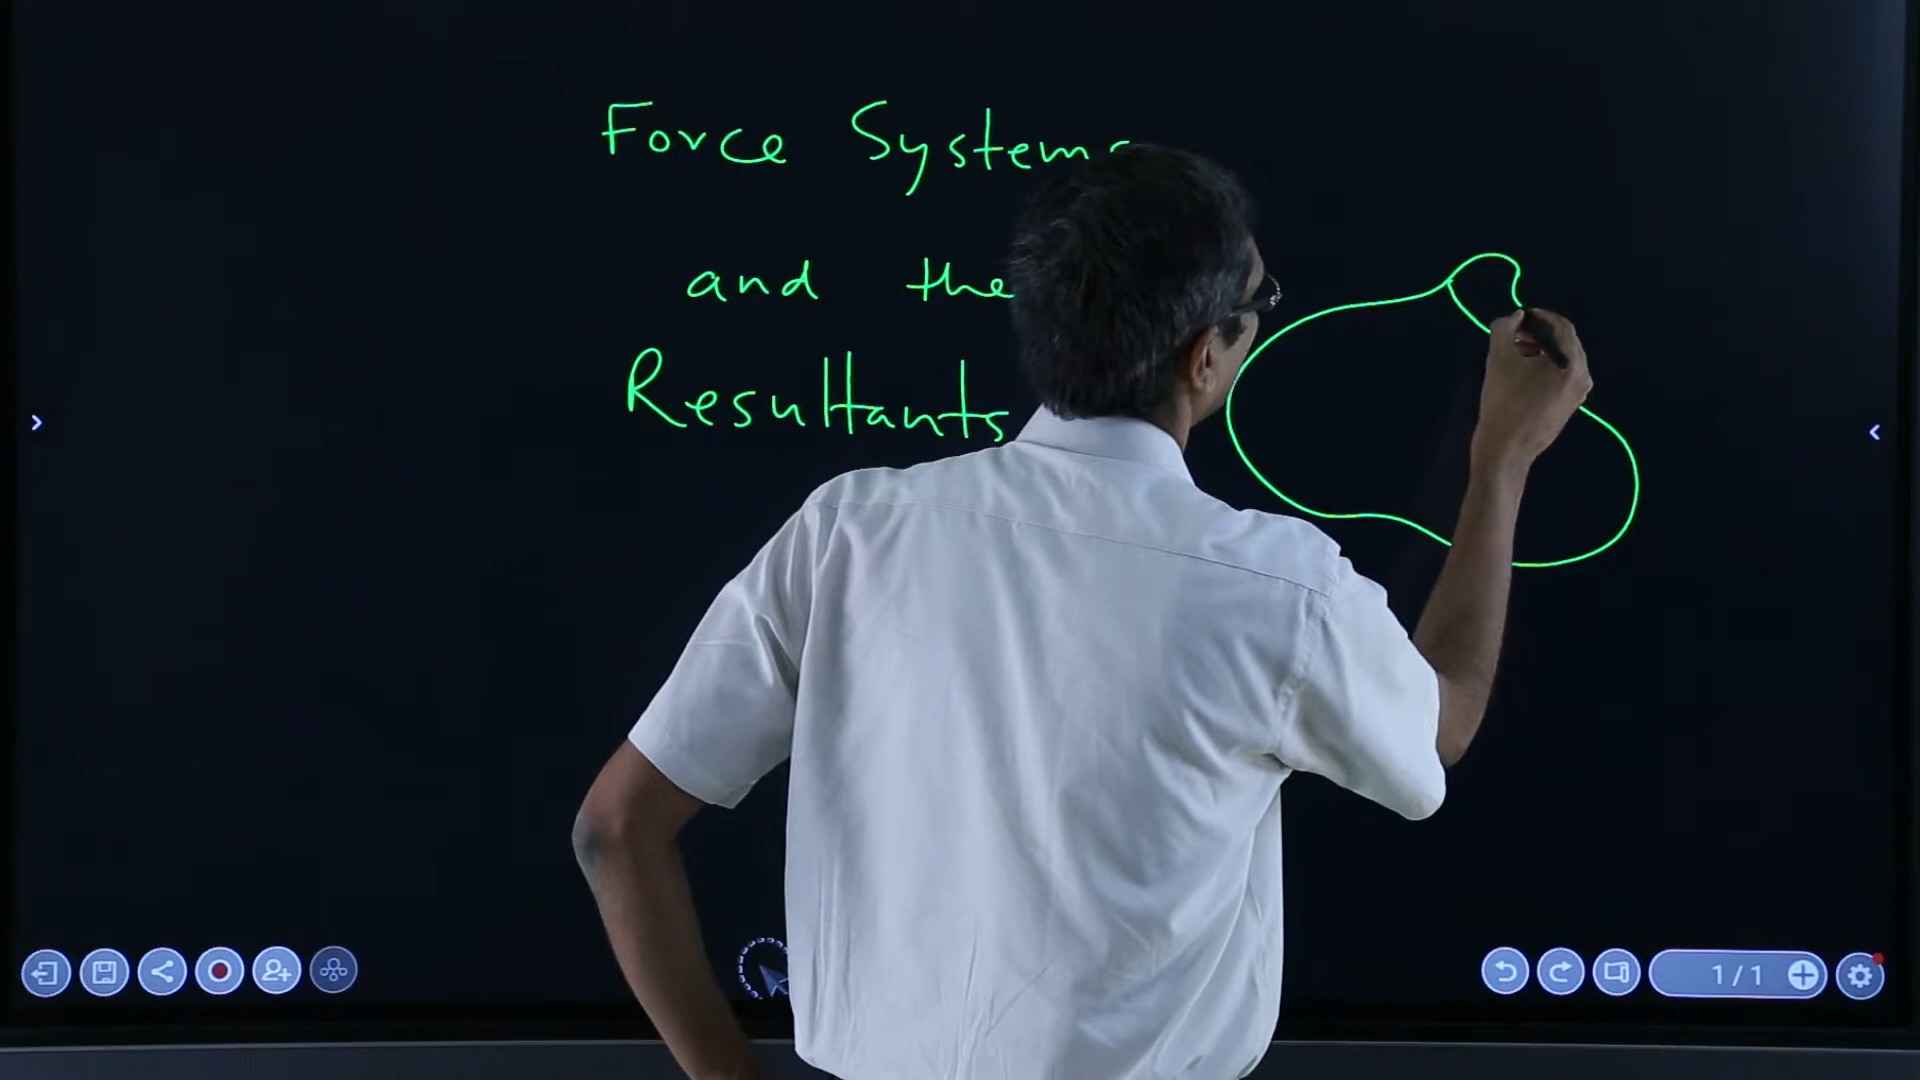 Force Systems
and the
Resultants
1/1